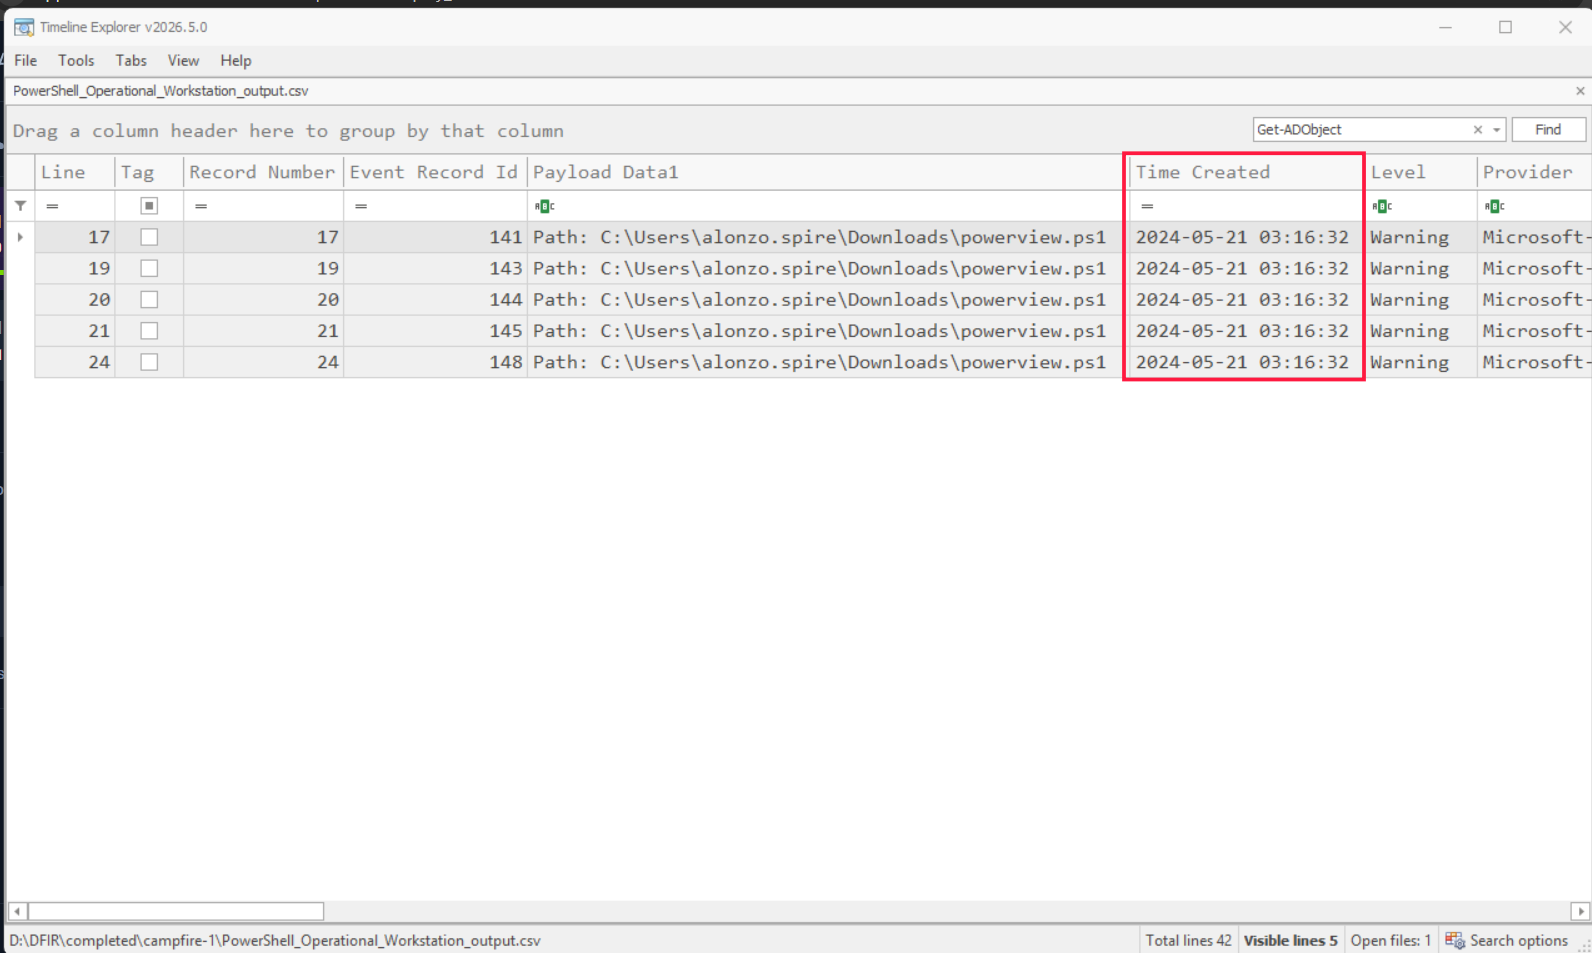 Timeline Explorer v2026.5.0
File Tools Tabs View Help
PowerShell_Operational_Workstation_output.csv
Drag a column header here to group by that column
Get-ADObject Find
Line Tag Record Number Event Record Id Payload Data1 Time Created Level Provider
= ■ = = ABC = ABC ABC
17 17 141 Path: C:\Users\alonzo.spire\Downloads\powerview.ps1 2024-05-21 03:16:32 Warning Microsoft-
19 19 143 Path: C:\Users\alonzo.spire\Downloads\powerview.ps1 2024-05-21 03:16:32 Warning Microsoft-
20 20 144 Path: C:\Users\alonzo.spire\Downloads\powerview.ps1 2024-05-21 03:16:32 Warning Microsoft-
21 21 145 Path: C:\Users\alonzo.spire\Downloads\powerview.ps1 2024-05-21 03:16:32 Warning Microsoft-
24 24 148 Path: C:\Users\alonzo.spire\Downloads\powerview.ps1 2024-05-21 03:16:32 Warning Microsoft-
D:\DFIR\completed\campfire-1\PowerShell_Operational_Workstation_output.csv Total lines 42 Visible lines 5 Open files: 1 Search options